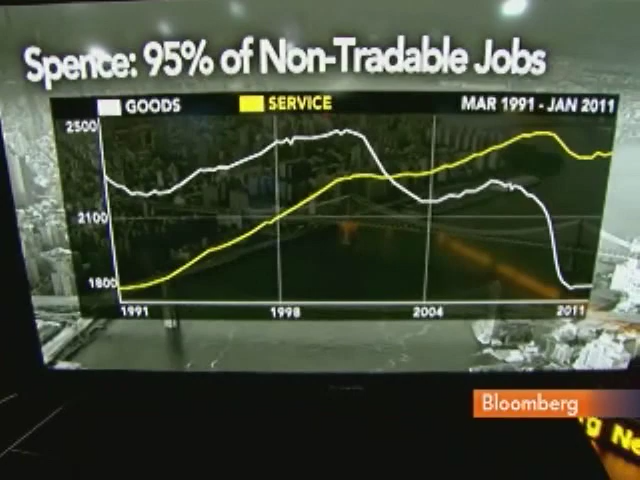 Spence: 95% of Non-Tradable Jobs
GOODS SERVICE MAR 1991 - JAN 2011
2500
2100
1800
1991 1998 2004 2011
Bloomberg
g Ne